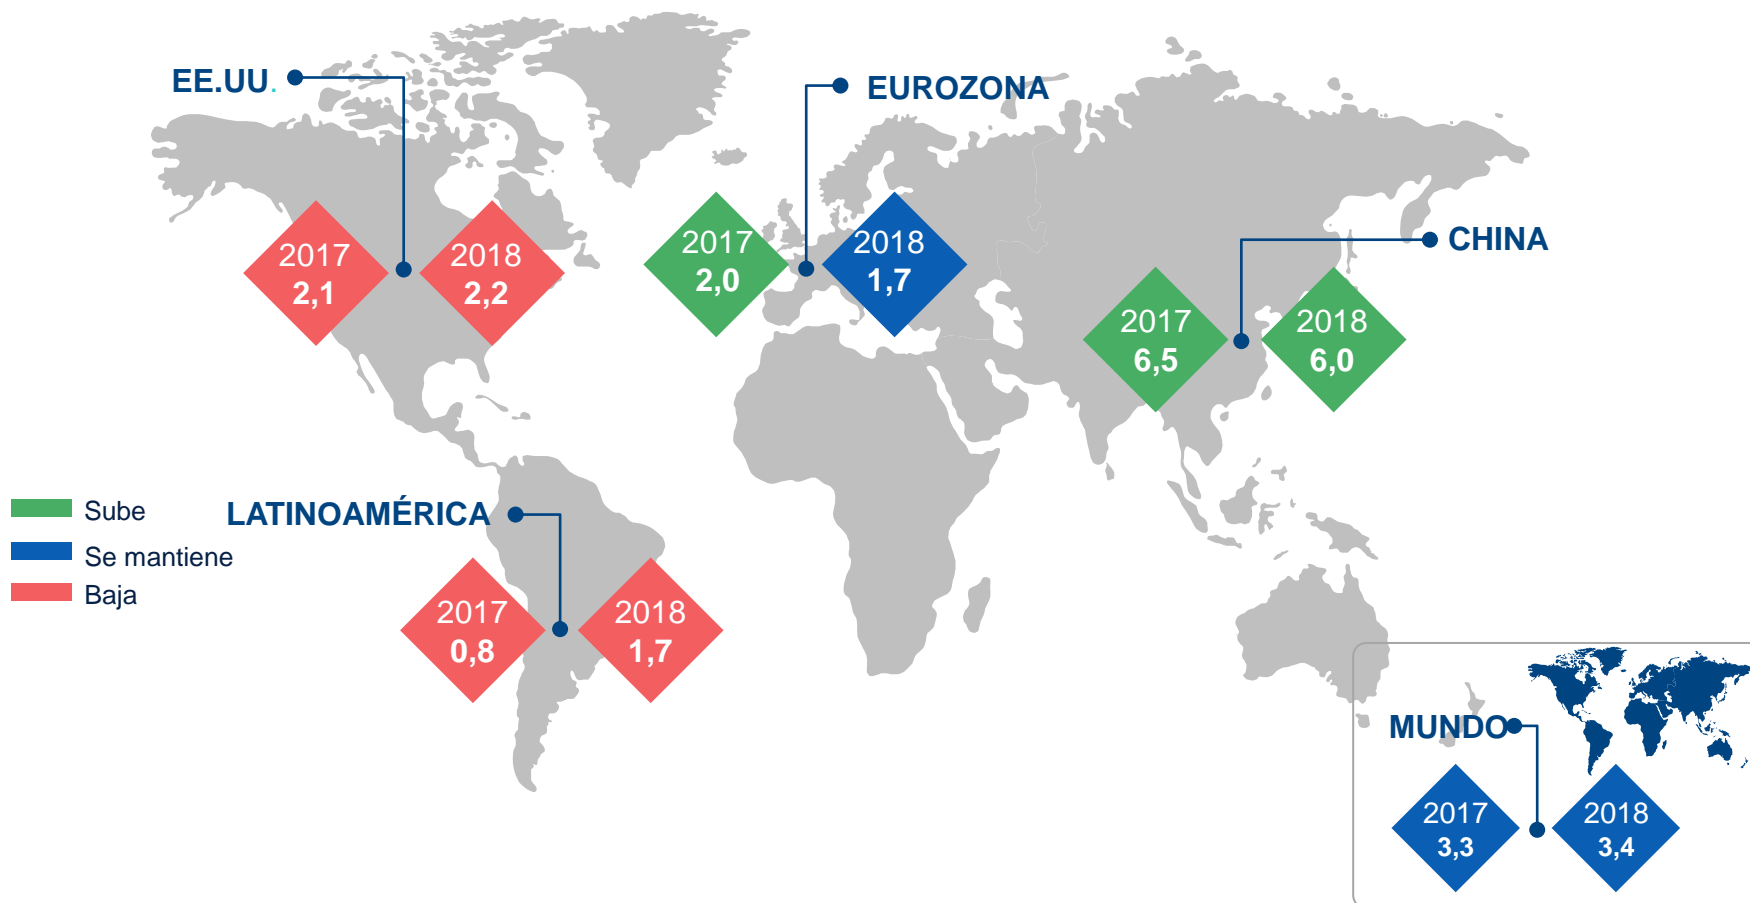 EE.UU.
2017
2,1
2018
2,2
EUROZONA
2017
2,0
2018
1,7
CHINA
2017
6,5
2018
6,0
Sube
Se mantiene
Baja
LATINOAMÉRICA
2017
0,8
2018
1,7
MUNDO
2017
3,3
2018
3,4